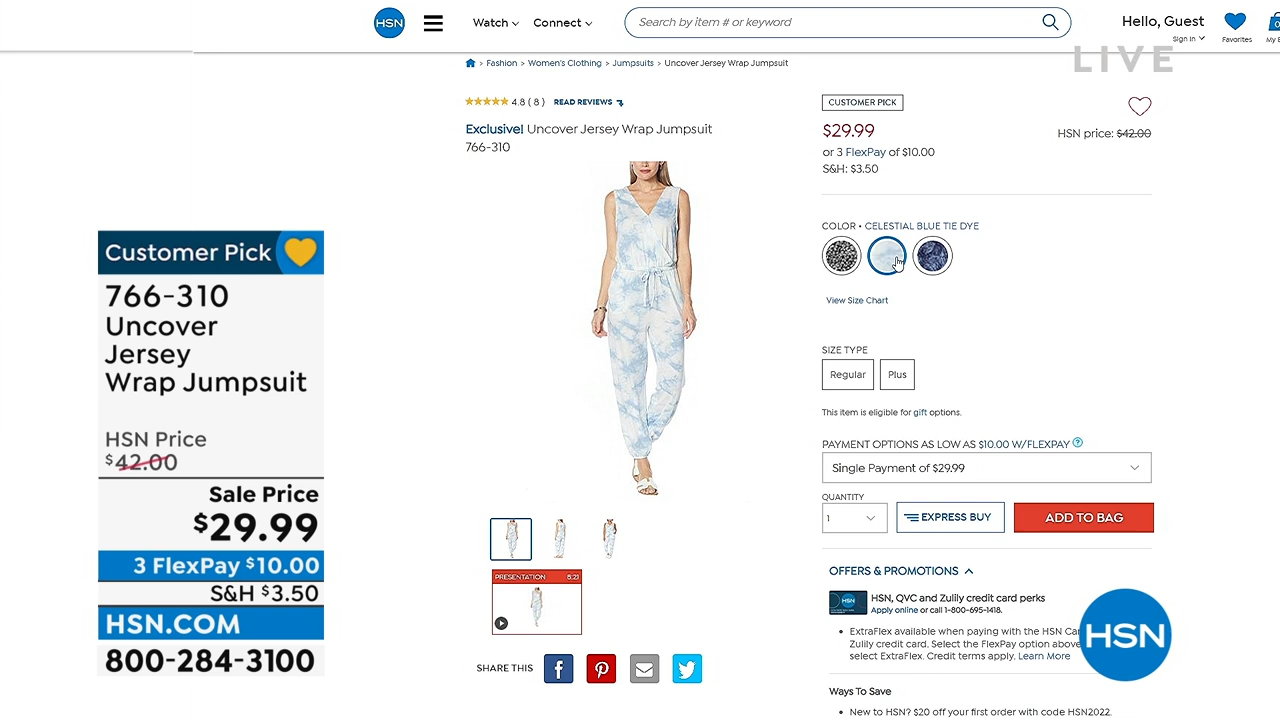 HSN
Watch
Connect
Search by item # or keyword
Hello, Guest
Sign In
Favorites
0
LIVE
> Fashion > Women's Clothing > Jumpsuits > Uncover Jersey Wrap Jumpsuit
4.8 ( 8 ) READ REVIEWS
Exclusive! Uncover Jersey Wrap Jumpsuit
766-310
CUSTOMER PICK
$29.99
HSN price: $42.00
or 3 FlexPay of $10.00
S&H: $3.50
COLOR • CELESTIAL BLUE TIE DYE
View Size Chart
SIZE TYPE
Regular
Plus
This item is eligible for gift options.
PAYMENT OPTIONS AS LOW AS $10.00 W/FLEXPAY ?
Single Payment of $29.99
QUANTITY
1
EXPRESS BUY
ADD TO BAG
OFFERS & PROMOTIONS
HSN
HSN, QVC and Zulily credit card perks
Apply online or call 1-800-695-1418.
• ExtraFlex available when paying with the HSN Car
Zulily credit card. Select the FlexPay option above
select ExtraFlex. Credit terms apply. Learn More
Ways To Save
• New to HSN? $20 off your first order with code HSN2022.
PRESENTATION 8:21
SHARE THIS
Customer Pick
766-310
Uncover
Jersey
Wrap Jumpsuit
HSN Price
$42.00
Sale Price
$29.99
3 FlexPay $10.00
S&H $3.50
HSN.COM
800-284-3100
HSN